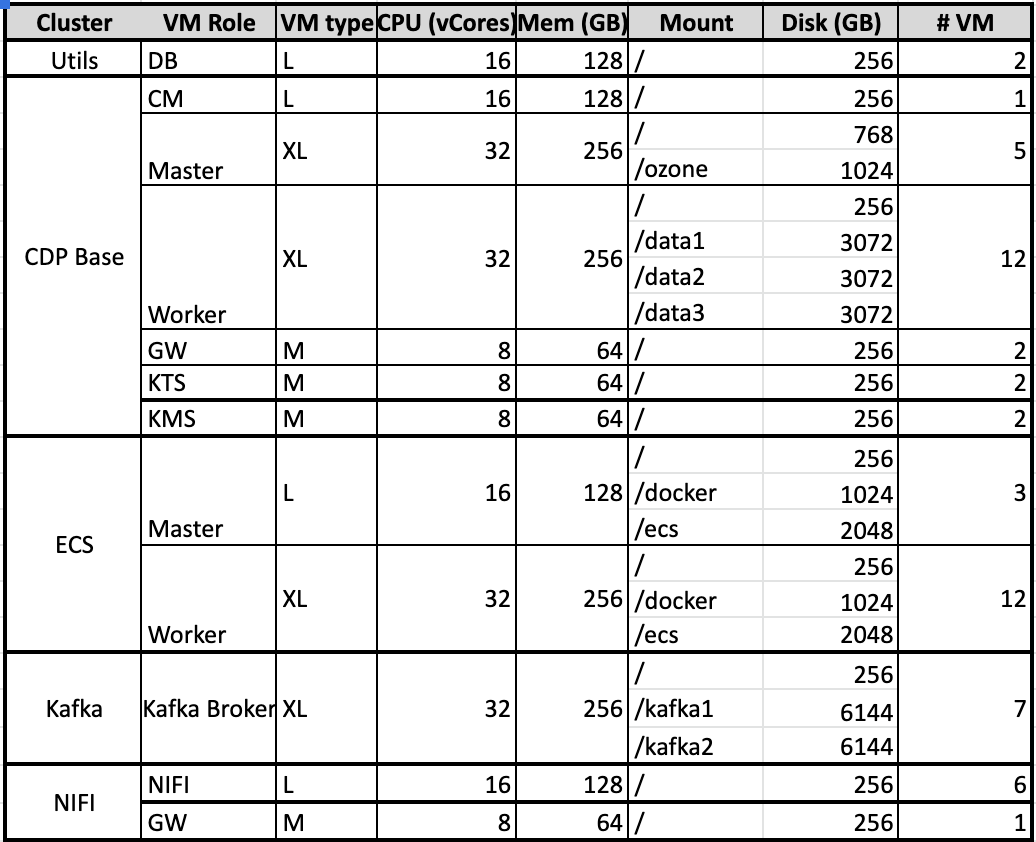 Cluster VM Role VM type CPU (vCores) Mem (GB) Mount Disk (GB) # VM
Utils DB L 16 128 / 256 2
CDP Base CM L 16 128 / 256 1
Master XL 32 256 / 768 5
/ozone 1024
Worker XL 32 256 / 256 12
/data1 3072
/data2 3072
/data3 3072
GW M 8 64 / 256 2
KTS M 8 64 / 256 2
KMS M 8 64 / 256 2
ECS Master L 16 128 / 256 3
/docker 1024
/ecs 2048
Worker XL 32 256 / 256 12
/docker 1024
/ecs 2048
Kafka Kafka Broker XL 32 256 / 256 7
/kafka1 6144
/kafka2 6144
NIFI NIFI L 16 128 / 256 6
GW M 8 64 / 256 1